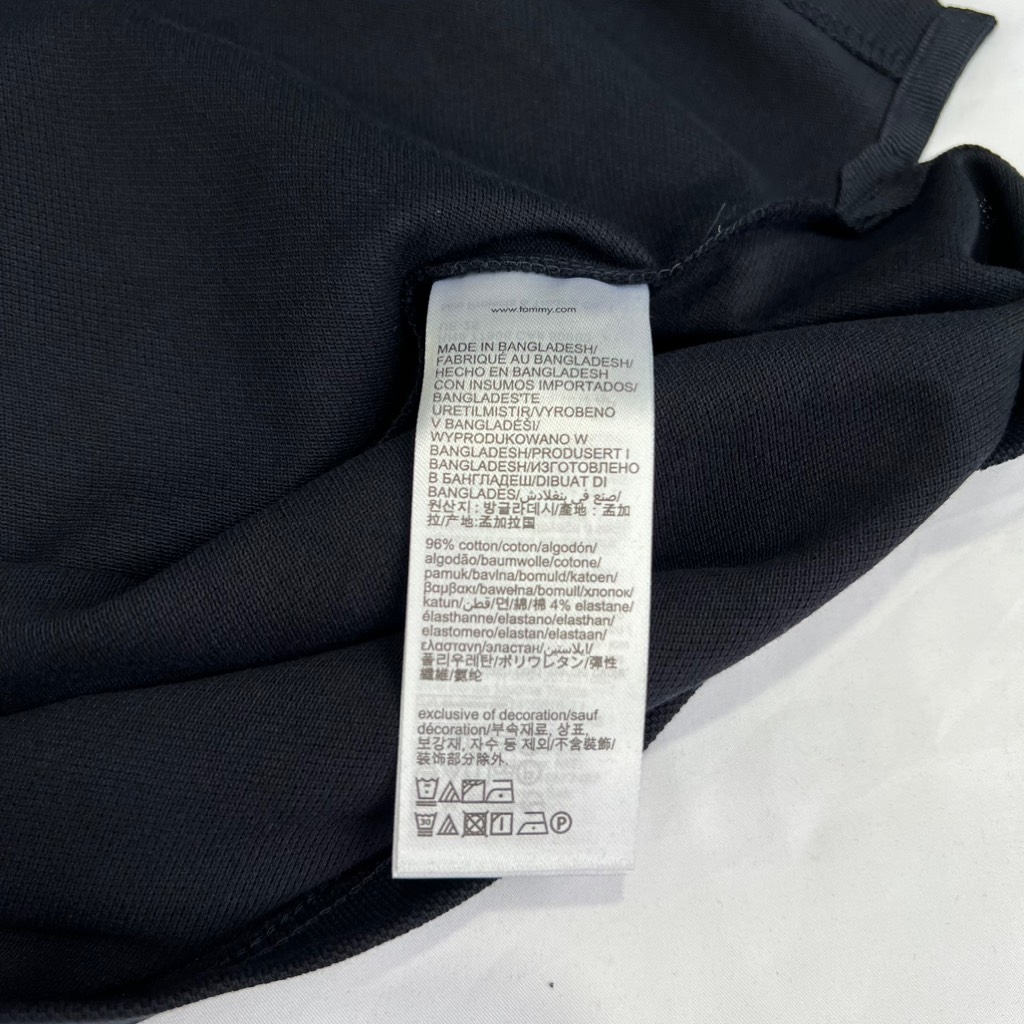 www.tommy.com
MADE IN BANGLADESH/
FABRIQUÉ AU BANGLADESH/
HECHO EN BANGLADESH
CON INSUMOS IMPORTADOS/
BANGLADEŞ'TE
ÜRETİLMİŞTİR/VYROBENO
V BANGLADÉŠI/
WYPRODUKOWANO W
BANGLADESH/PRODUSERT I
BANGLADESH/ИЗГОТОВЛЕНО
В БАНГЛАДЕШ/DIBUAT DI
BANGLADES/صنع في بنغلادش/
원산지 : 방글라데시/產地 : 孟加
拉/产地:孟加拉国
96% cotton/coton/algodón/
algodão/baumwolle/cotone/
pamuk/bavlna/bomuld/katoen/
βαμβακι/bawełna/bomull/хлопок/
katun/قطن/면/綿/棉 4% elastane/
élasthanne/elastano/elasthan/
elastomero/elastan/elastaan/
ελασтανη/эластан/ايلاستين/
폴리우레탄/ポリウレタン/彈性
纖維/氨纶
exclusive of decoration/sauf
décoration/부속재료, 상표,
보강재, 자수 등 제외/不含裝飾/
装饰部分除外.
30 P